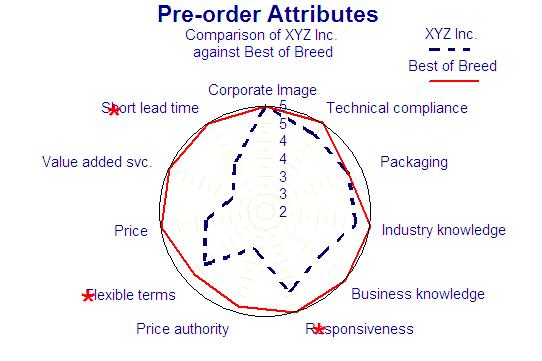 Pre-order Attributes
Comparison of XYZ Inc.
against Best of Breed
XYZ Inc.
Best of Breed
Corporate Image
Short lead time
Technical compliance
Value added svc.
Packaging
Price
Industry knowledge
Flexible terms
Business knowledge
Price authority
Responsiveness
5
5
4
4
3
3
2